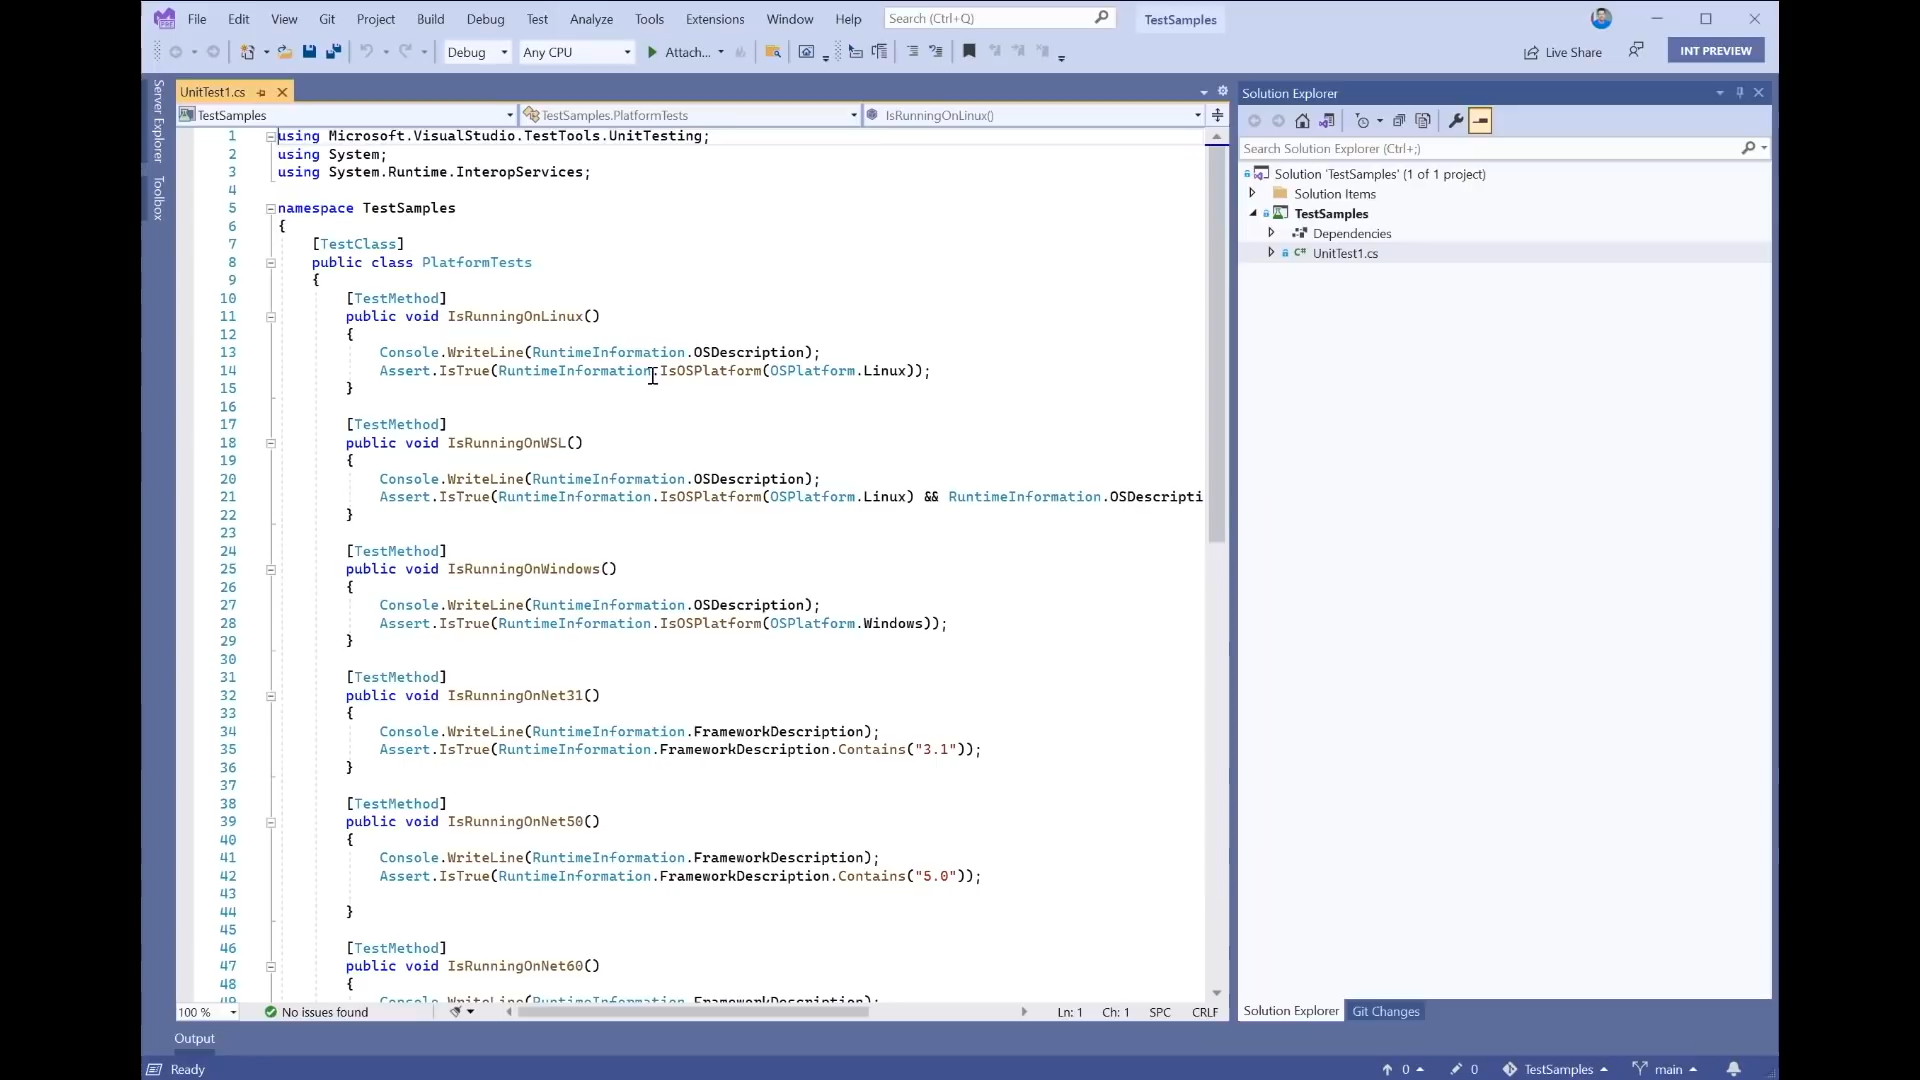 File Edit View Git Project Build Debug Test Analyze Tools Extensions Window Help Search (Ctrl+Q) TestSamples
Debug Any CPU Attach... Live Share INT PREVIEW
Server Explorer
Toolbox
UnitTest1.cs
TestSamples TestSamples.PlatformTests IsRunningOnLinux()
1 using Microsoft.VisualStudio.TestTools.UnitTesting;
2 using System;
3 using System.Runtime.InteropServices;
4
5 namespace TestSamples
6 {
7 [TestClass]
8 public class PlatformTests
9 {
10 [TestMethod]
11 public void IsRunningOnLinux()
12 {
13 Console.WriteLine(RuntimeInformation.OSDescription);
14 Assert.IsTrue(RuntimeInformation.IsOSPlatform(OSPlatform.Linux));
15 }
16
17 [TestMethod]
18 public void IsRunningOnWSL()
19 {
20 Console.WriteLine(RuntimeInformation.OSDescription);
21 Assert.IsTrue(RuntimeInformation.IsOSPlatform(OSPlatform.Linux) && RuntimeInformation.OSDescripti
22 }
23
24 [TestMethod]
25 public void IsRunningOnWindows()
26 {
27 Console.WriteLine(RuntimeInformation.OSDescription);
28 Assert.IsTrue(RuntimeInformation.IsOSPlatform(OSPlatform.Windows));
29 }
30
31 [TestMethod]
32 public void IsRunningOnNet31()
33 {
34 Console.WriteLine(RuntimeInformation.FrameworkDescription);
35 Assert.IsTrue(RuntimeInformation.FrameworkDescription.Contains("3.1"));
36 }
37
38 [TestMethod]
39 public void IsRunningOnNet50()
40 {
41 Console.WriteLine(RuntimeInformation.FrameworkDescription);
42 Assert.IsTrue(RuntimeInformation.FrameworkDescription.Contains("5.0"));
43
44 }
45
46 [TestMethod]
47 public void IsRunningOnNet60()
48 {
49 Console.WriteLine(RuntimeInformation.FrameworkDescription);
100 % No issues found Ln: 1 Ch: 1 SPC CRLF
Solution Explorer
Search Solution Explorer (Ctrl+;)
Solution 'TestSamples' (1 of 1 project)
Solution Items
TestSamples
Dependencies
C# UnitTest1.cs
Solution Explorer Git Changes
Output
Ready 0 0 TestSamples main